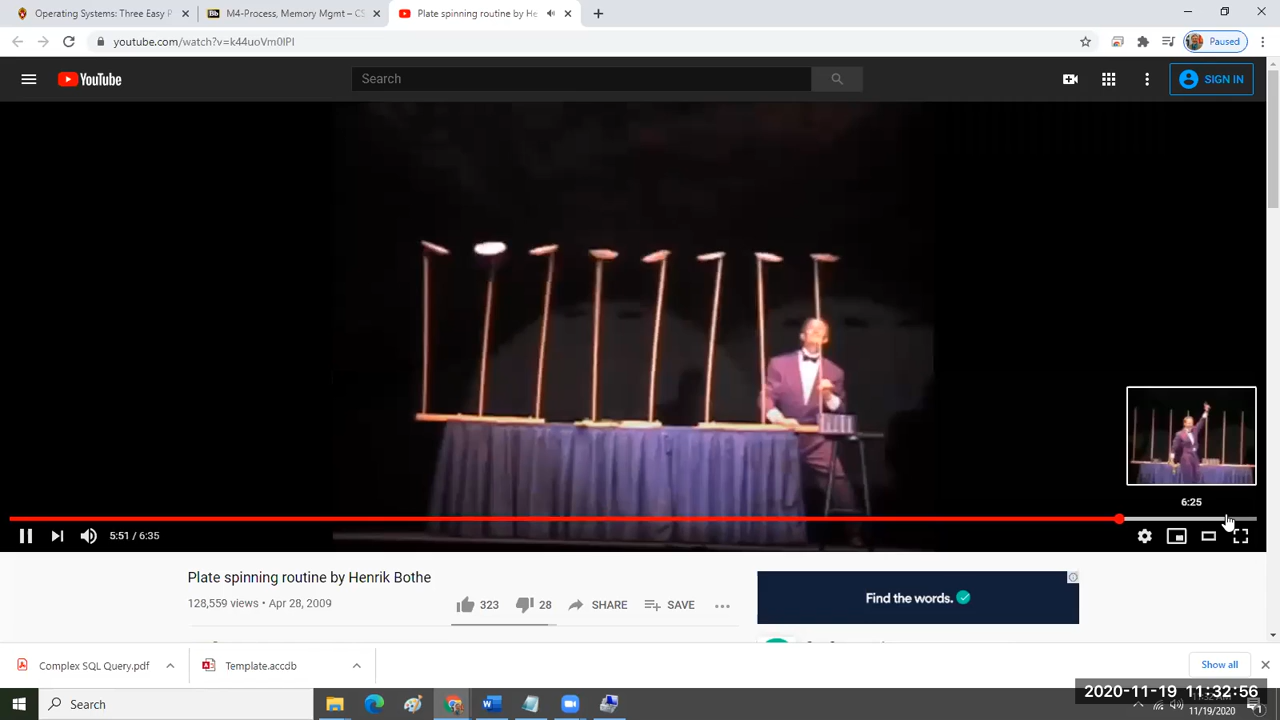 Operating Systems: Three Easy P
M4-Process, Memory Mgmt – CS
Plate spinning routine by He
youtube.com/watch?v=k44uoVm0IPI
Paused
YouTube
Search
SIGN IN
6:25
5:51 / 6:35
Plate spinning routine by Henrik Bothe
128,559 views • Apr 28, 2009
323
28
SHARE
SAVE
Find the words.
Complex SQL Query.pdf
Template.accdb
Show all
2020-11-19 11:32:56
Search
11/19/2020